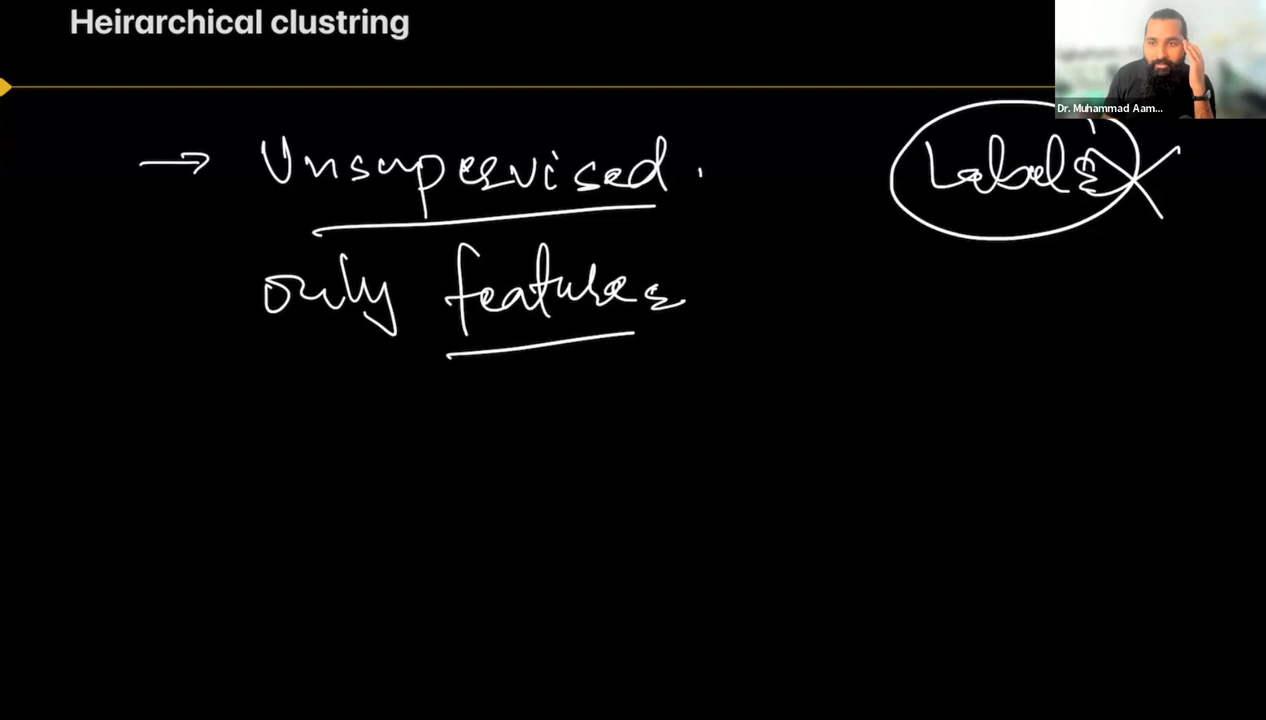 Heirarchical clustring
Dr. Muhammad Aam...
→ Unsupervised.
Labels
only features